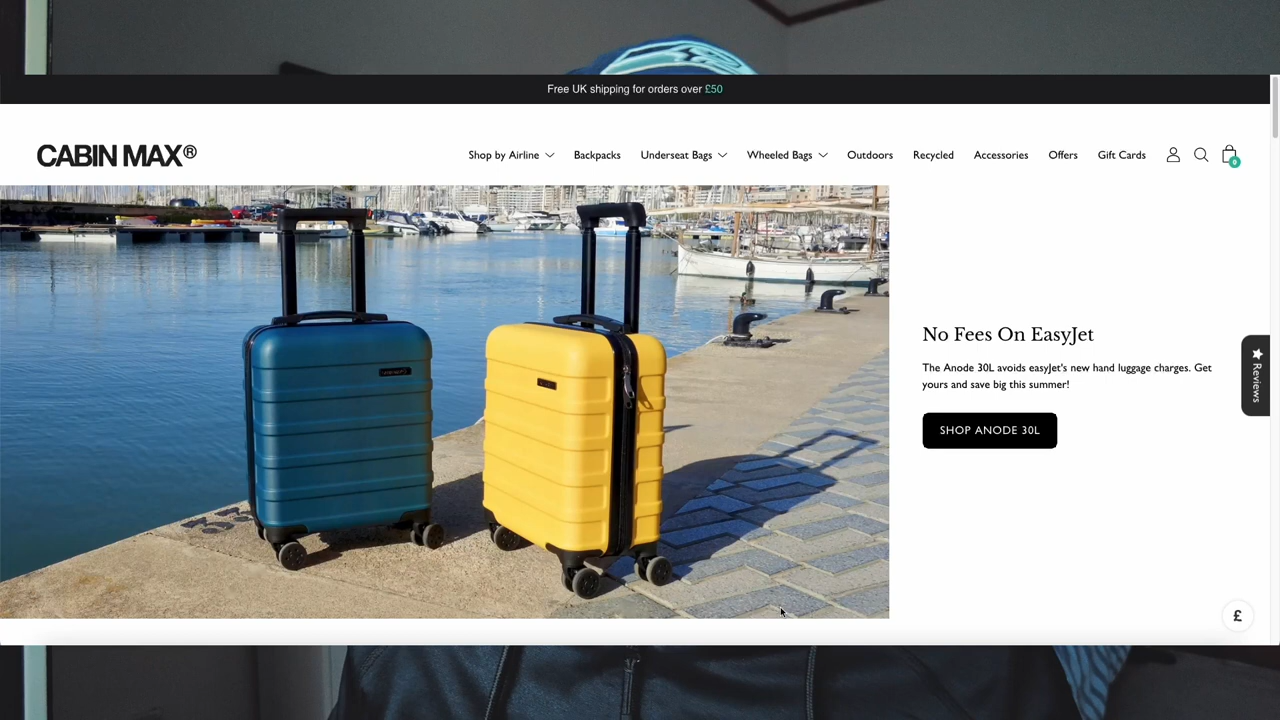 Free UK shipping for orders over £50
CABIN MAX®
Shop by Airline
Backpacks
Underseat Bags
Wheeled Bags
Outdoors
Recycled
Accessories
Offers
Gift Cards
0
No Fees On EasyJet
The Anode 30L avoids easyJet's new hand luggage charges. Get
yours and save big this summer!
SHOP ANODE 30L
★ Reviews
£